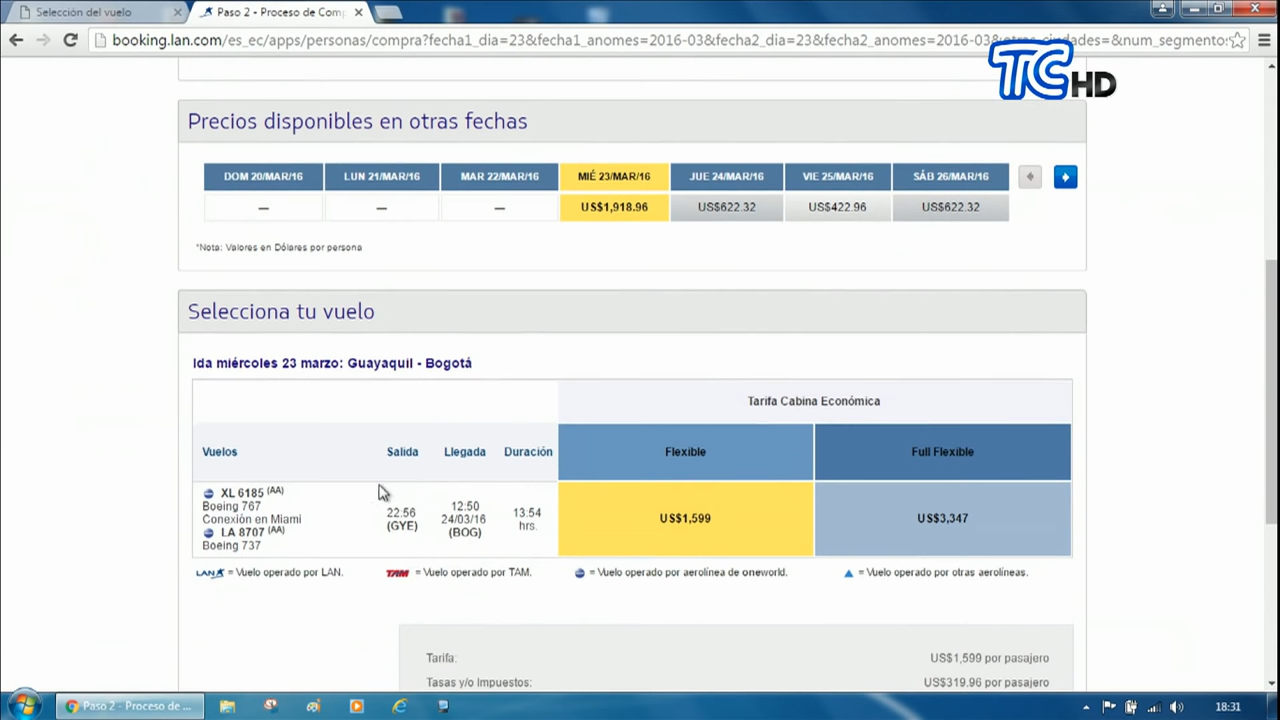 Selección del vuelo
Paso 2 - Proceso de Comp
booking.lan.com/es_ec/apps/personas/compra?fecha1_dia=23&fecha1_anomes=2016-03&fecha2_dia=23&fecha2_anomes=2016-03&otras_ciudades=&num_segmento
TC HD
Precios disponibles en otras fechas
DOM 20/MAR/16 LUN 21/MAR/16 MAR 22/MAR/16 MIÉ 23/MAR/16 JUE 24/MAR/16 VIE 25/MAR/16 SÁB 26/MAR/16
— — — US$1,918.96 US$622.32 US$422.96 US$622.32
*Nota: Valores en Dólares por persona
Selecciona tu vuelo
Ida miércoles 23 marzo: Guayaquil - Bogotá
Tarifa Cabina Económica
Vuelos Salida Llegada Duración Flexible Full Flexible
XL 6185 (AA)
Boeing 767
Conexión en Miami
LA 8707 (AA)
Boeing 737
22:56
(GYE)
12:50
24/03/16
(BOG)
13:54
hrs.
US$1,599
US$3,347
LAN = Vuelo operado por LAN. TAM = Vuelo operado por TAM. = Vuelo operado por aerolínea de oneworld. = Vuelo operado por otras aerolíneas.
Tarifa: US$1,599 por pasajero
Tasas y/o Impuestos: US$319.96 por pasajero
Paso 2 - Proceso de ...
18:31